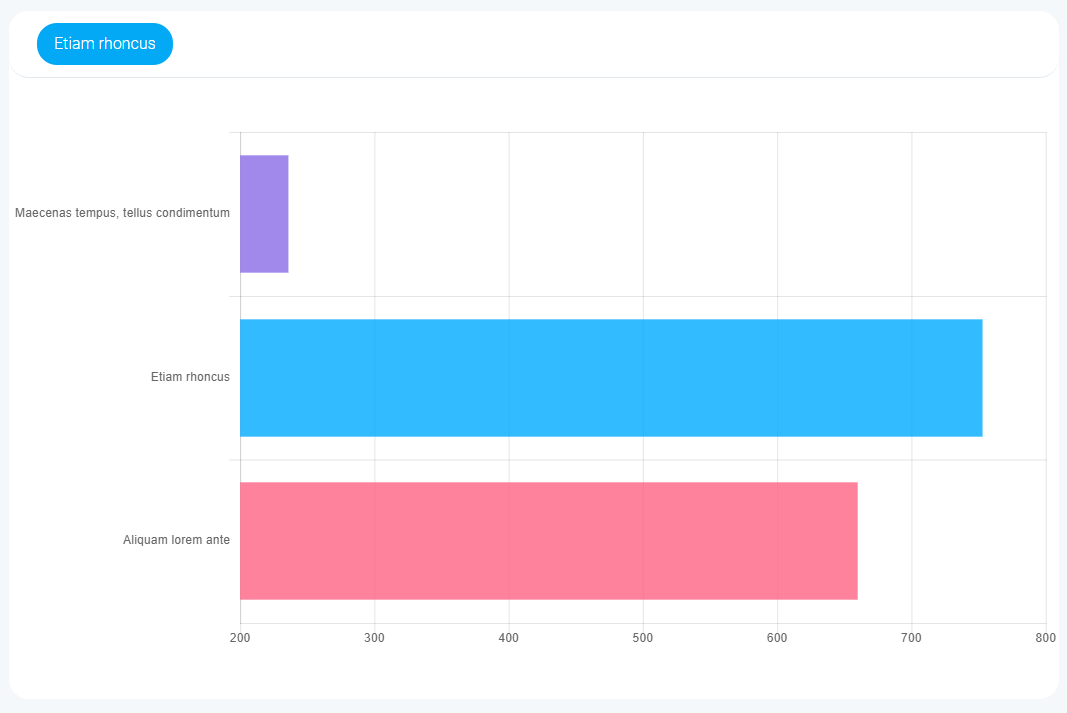 Etiam rhoncus
Maecenas tempus, tellus condimentum
Etiam rhoncus
Aliquam lorem ante
200 300 400 500 600 700 800